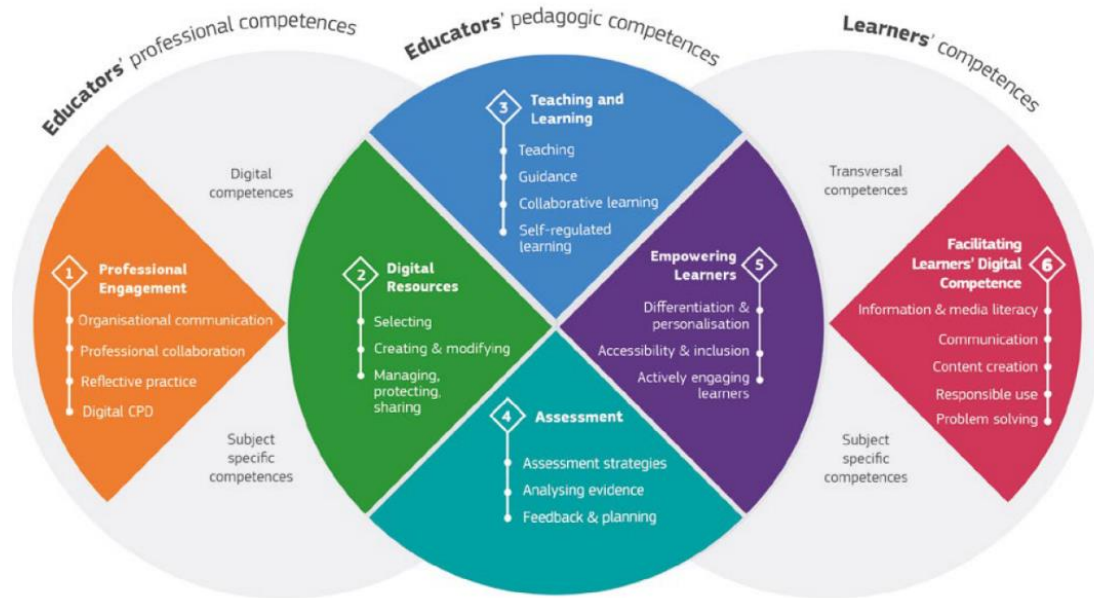 Educators' professional competences
Educators' pedagogic competences
Learners' competences
Digital
competences
Subject
specific
competences
Transversal
competences
Subject
specific
competences
1
Professional
Engagement
Organisational communication
Professional collaboration
Reflective practice
Digital CPD
2
Digital
Resources
Selecting
Creating & modifying
Managing,
protecting,
sharing
3
Teaching and
Learning
Teaching
Guidance
Collaborative learning
Self-regulated
learning
4
Assessment
Assessment strategies
Analysing evidence
Feedback & planning
5
Empowering
Learners
Differentiation &
personalisation
Accessibility & inclusion
Actively engaging
learners
6
Facilitating
Learners' Digital
Competence
Information & media literacy
Communication
Content creation
Responsible use
Problem solving